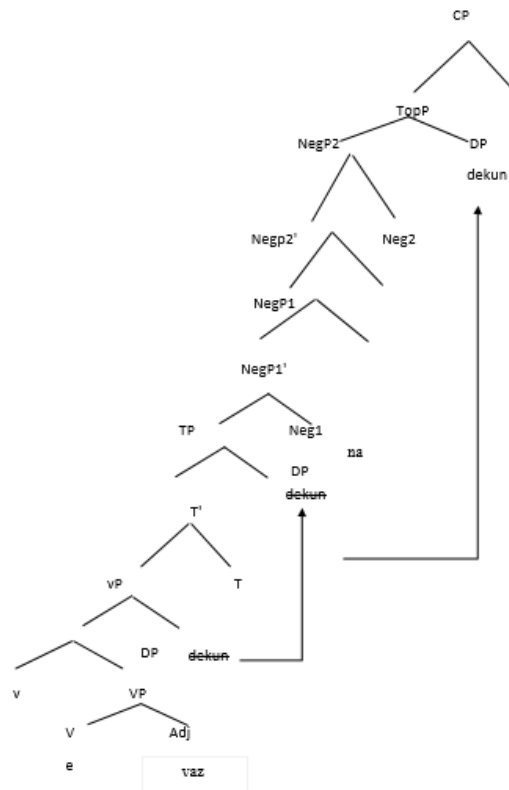 CP
TopP
NegP2 DP
dekun
Negp2' Neg2
NegP1
NegP1'
TP Neg1
na
DP
dekun
T'
vP T
DP dekun
v VP
V Adj
e vaz